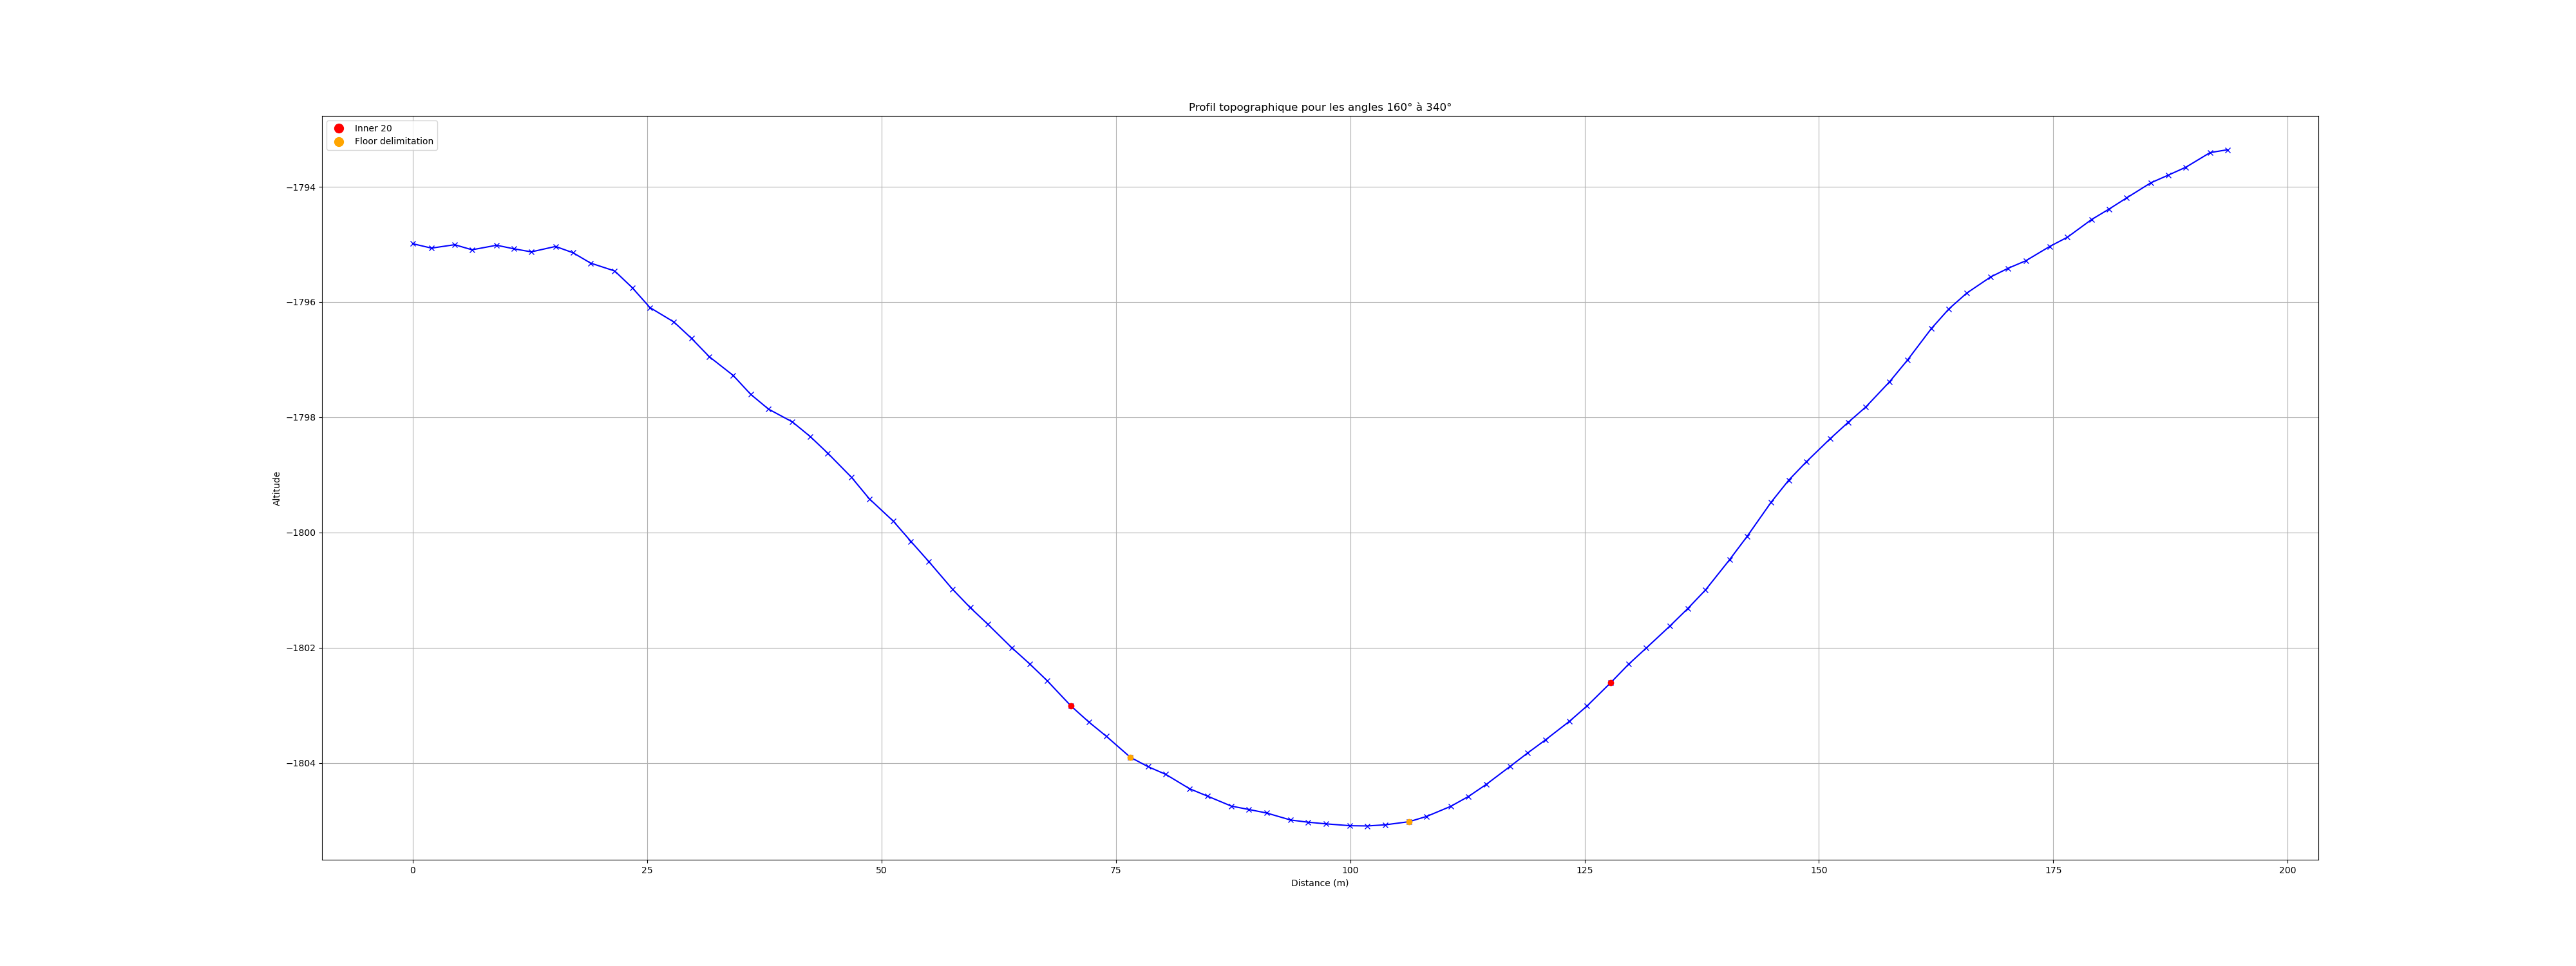 Profil topographique pour les angles 160° à 340°
Inner 20
Floor delimitation
−1794
−1796
−1798
−1800
−1802
−1804
Altitude
0 25 50 75 100 125 150 175 200
Distance (m)